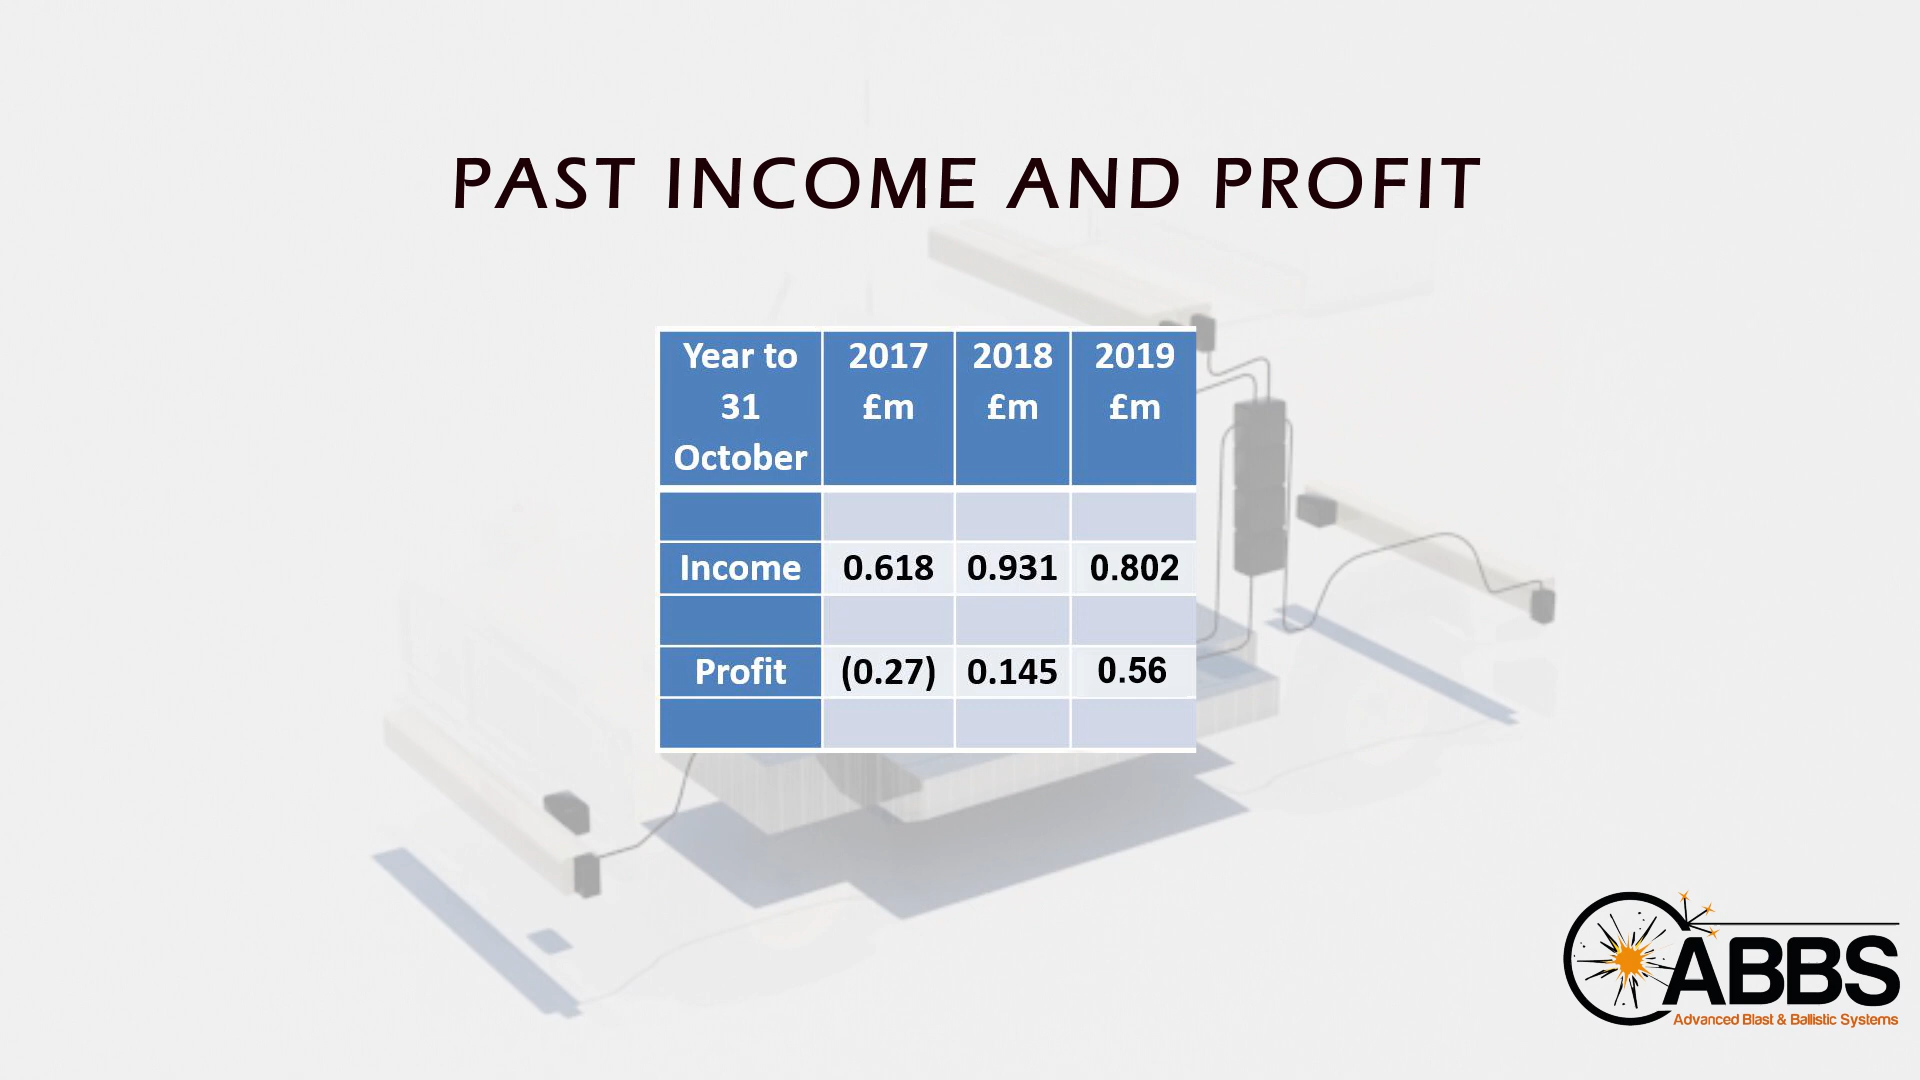 PAST INCOME AND PROFIT
Year to 31 October 2017 £m 2018 £m 2019 £m
Income 0.618 0.931 0.802
Profit (0.27) 0.145 0.56
ABBS
Advanced Blast & Ballistic Systems